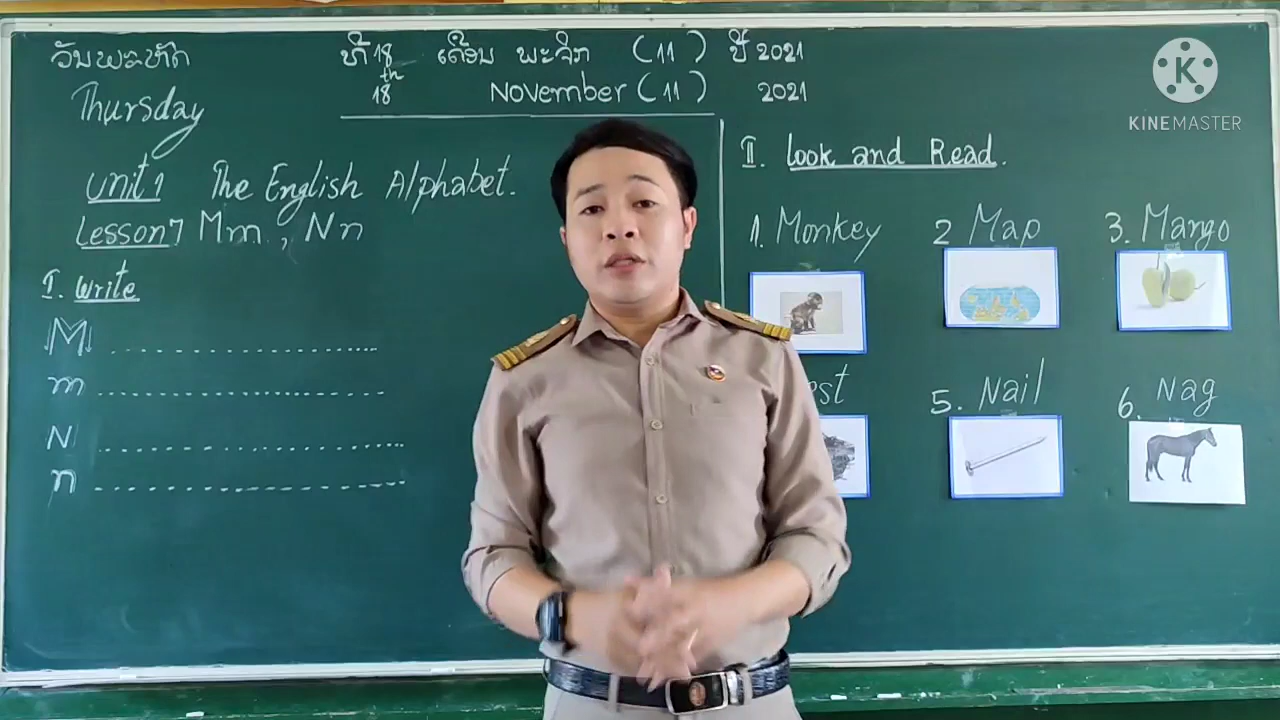 ວັນພະຫັດ
ທີ 18 ເດືອນ ພະຈິກ (11) ປີ 2021
Thursday
18th November (11) 2021
Unit 1 The English Alphabet.
Lesson 7 Mm, Nn
I. Write
M
m
N
n
II. Look and Read.
1. Monkey
2 Map
3. Mango
5. Nail
6. Nag
K
KINEMASTER